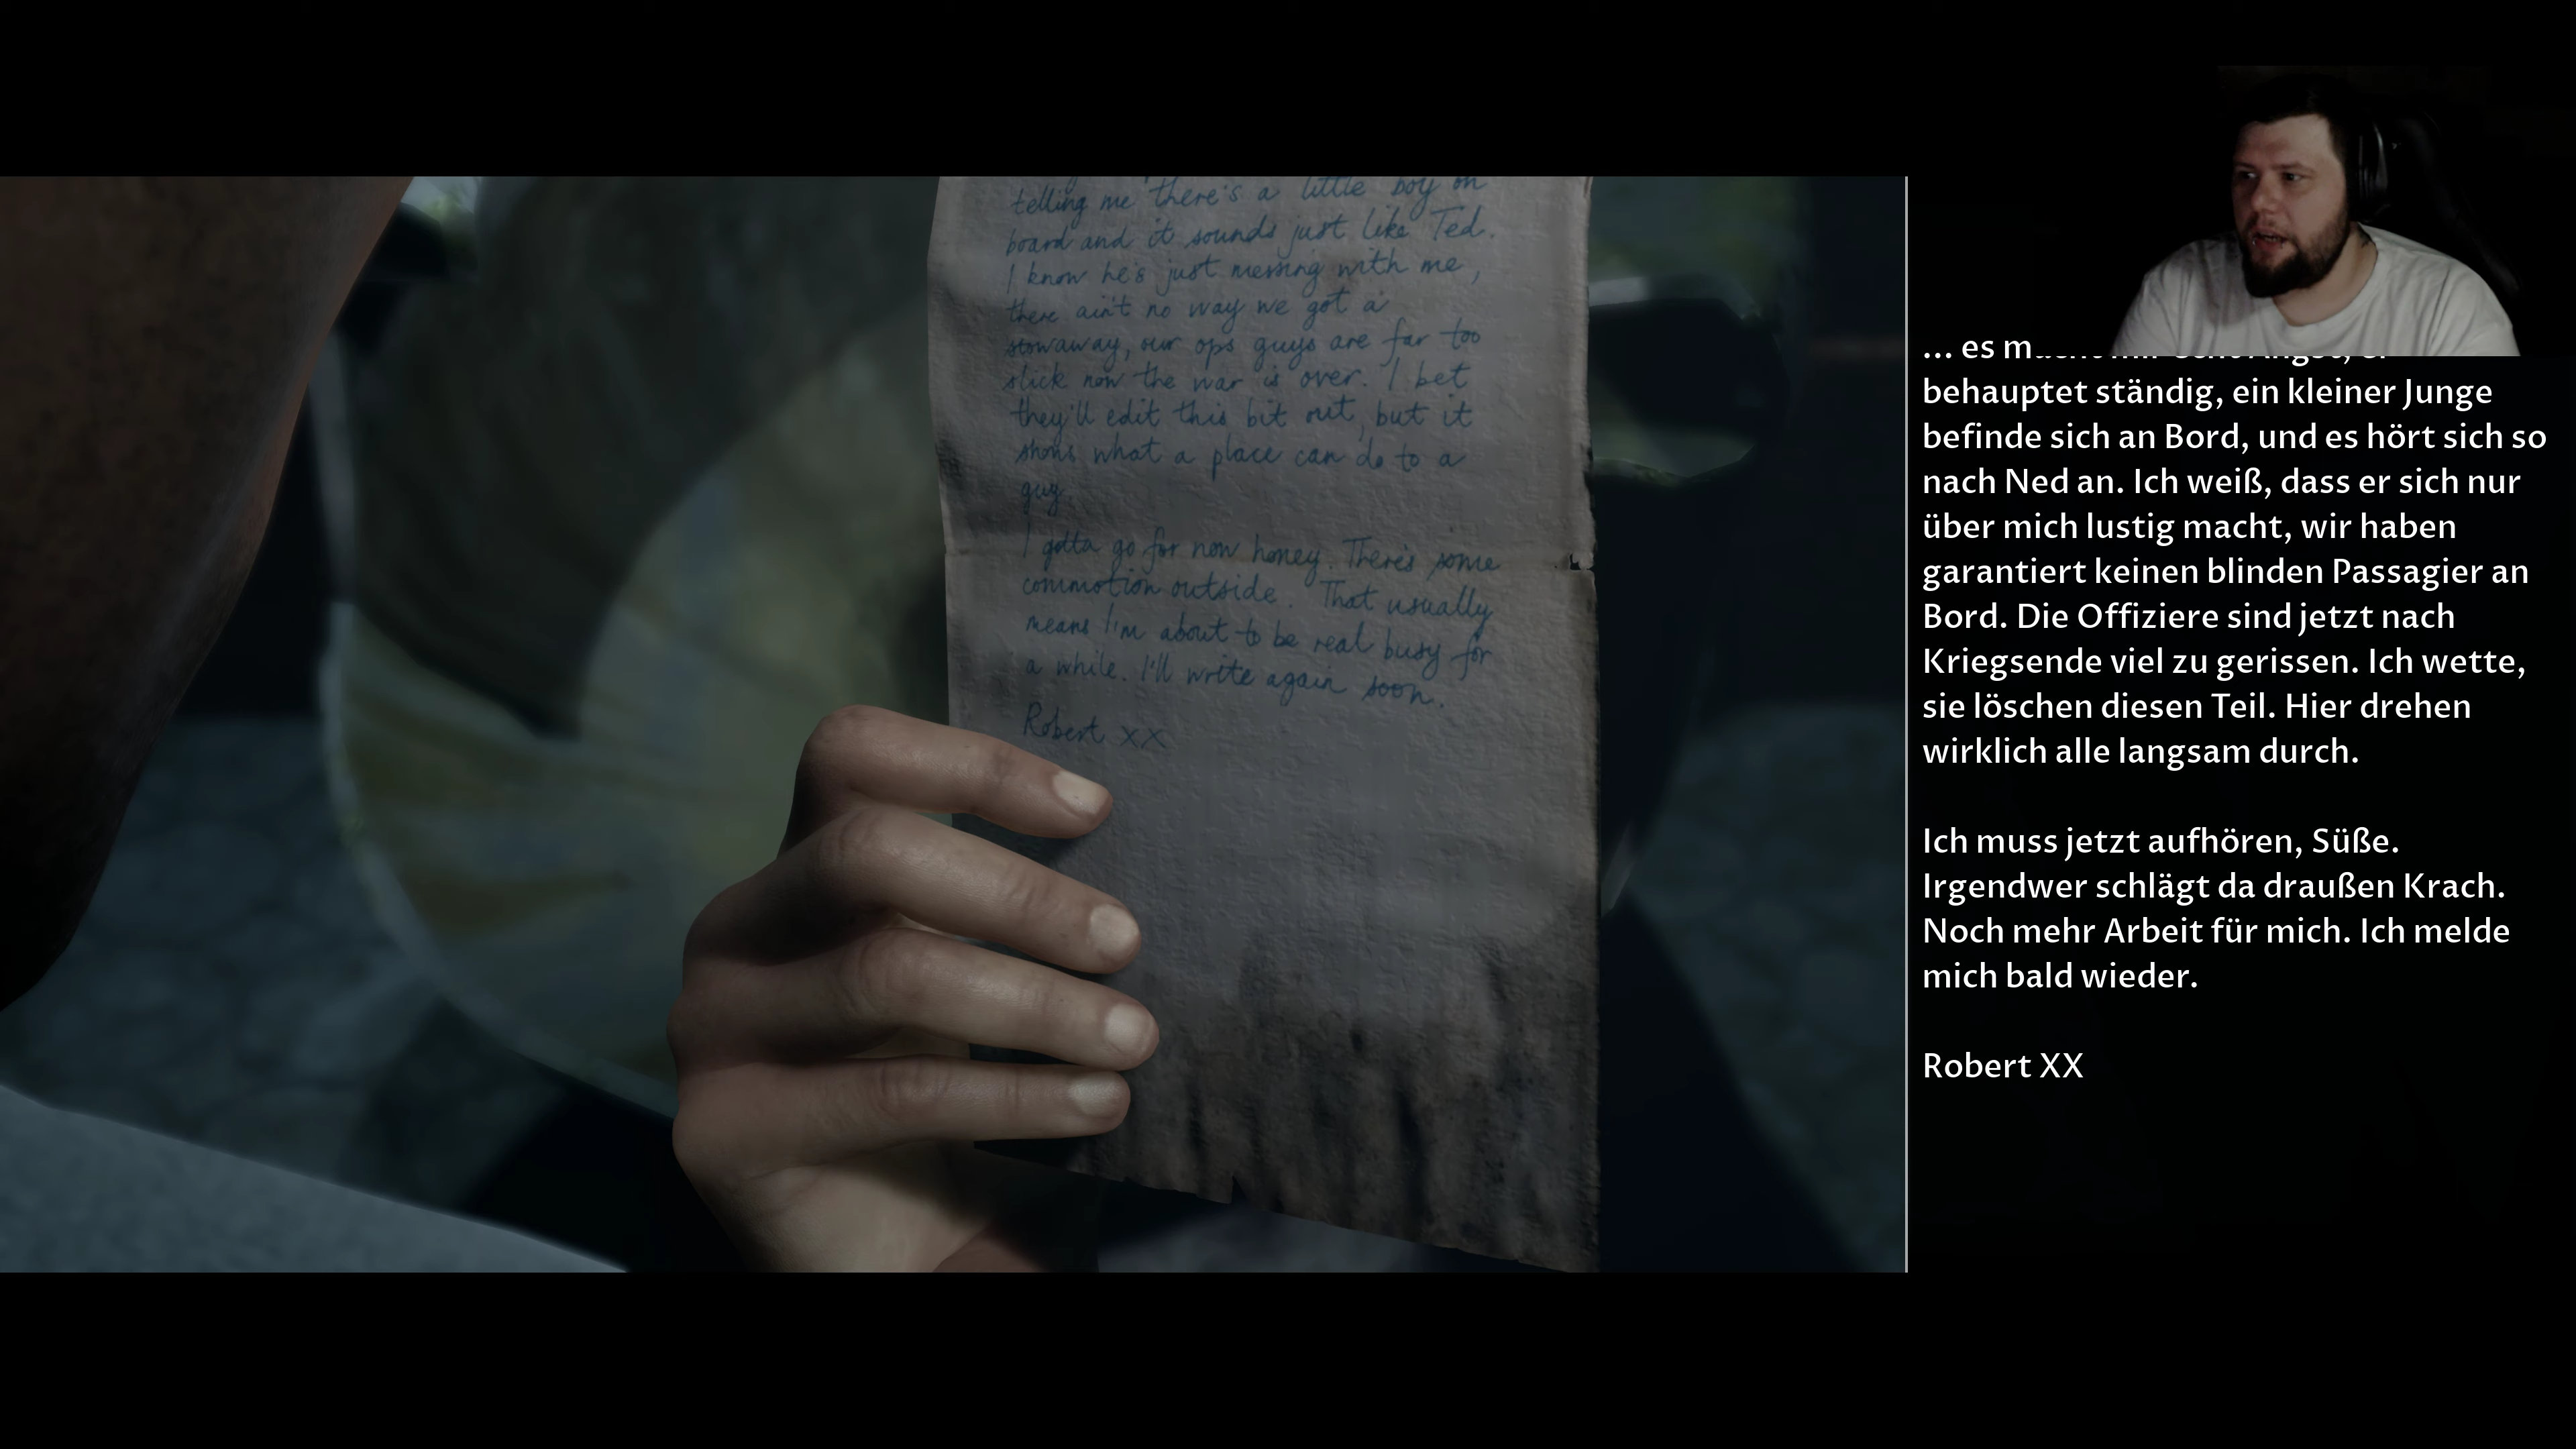 telling me there's a little boy on
board and it sounds just like Ted.
I know he's just messing with me,
there ain't no way we got a
stowaway, our ops guys are far too
slick now the war is over. I bet
they'll edit this bit out, but it
shows what a place can do to a
guy.
I gotta go for now honey. There's some
commotion outside. That usually
means I'm about to be real busy for
a while. I'll write again soon.
Robert xx
... es
behauptet ständig, ein kleiner Junge
befinde sich an Bord, und es hört sich so
nach Ned an. Ich weiß, dass er sich nur
über mich lustig macht, wir haben
garantiert keinen blinden Passagier an
Bord. Die Offiziere sind jetzt nach
Kriegsende viel zu gerissen. Ich wette,
sie löschen diesen Teil. Hier drehen
wirklich alle langsam durch.
Ich muss jetzt aufhören, Süße.
Irgendwer schlägt da draußen Krach.
Noch mehr Arbeit für mich. Ich melde
mich bald wieder.
Robert XX